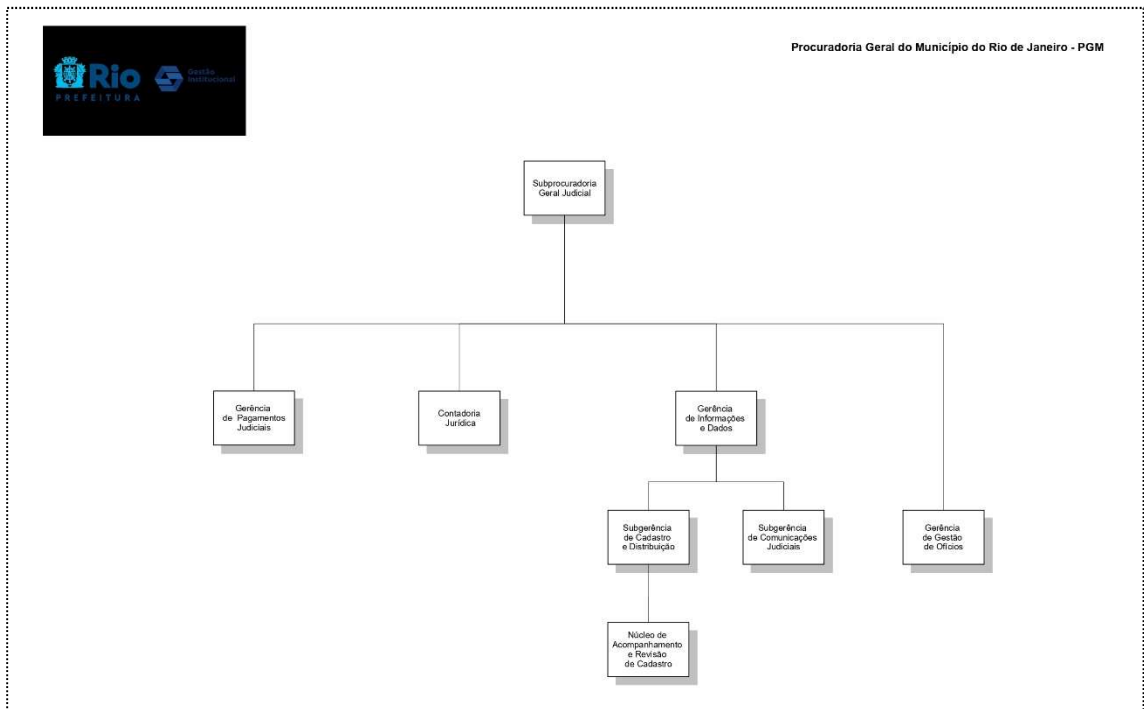 Procuradoria Geral do Município do Rio de Janeiro - PGM
Rio
PREFEITURA
Gestão
Institucional
Subprocuradoria
Geral Judicial
Gerência
de Pagamentos
Judiciais
Contadoria
Jurídica
Gerência
de Informações
e Dados
Subgerência
de Cadastro
e Distribuição
Subgerência
de Comunicações
Judiciais
Gerência
de Gestão
de Ofícios
Núcleo de
Acompanhamento
e Revisão
de Cadastro